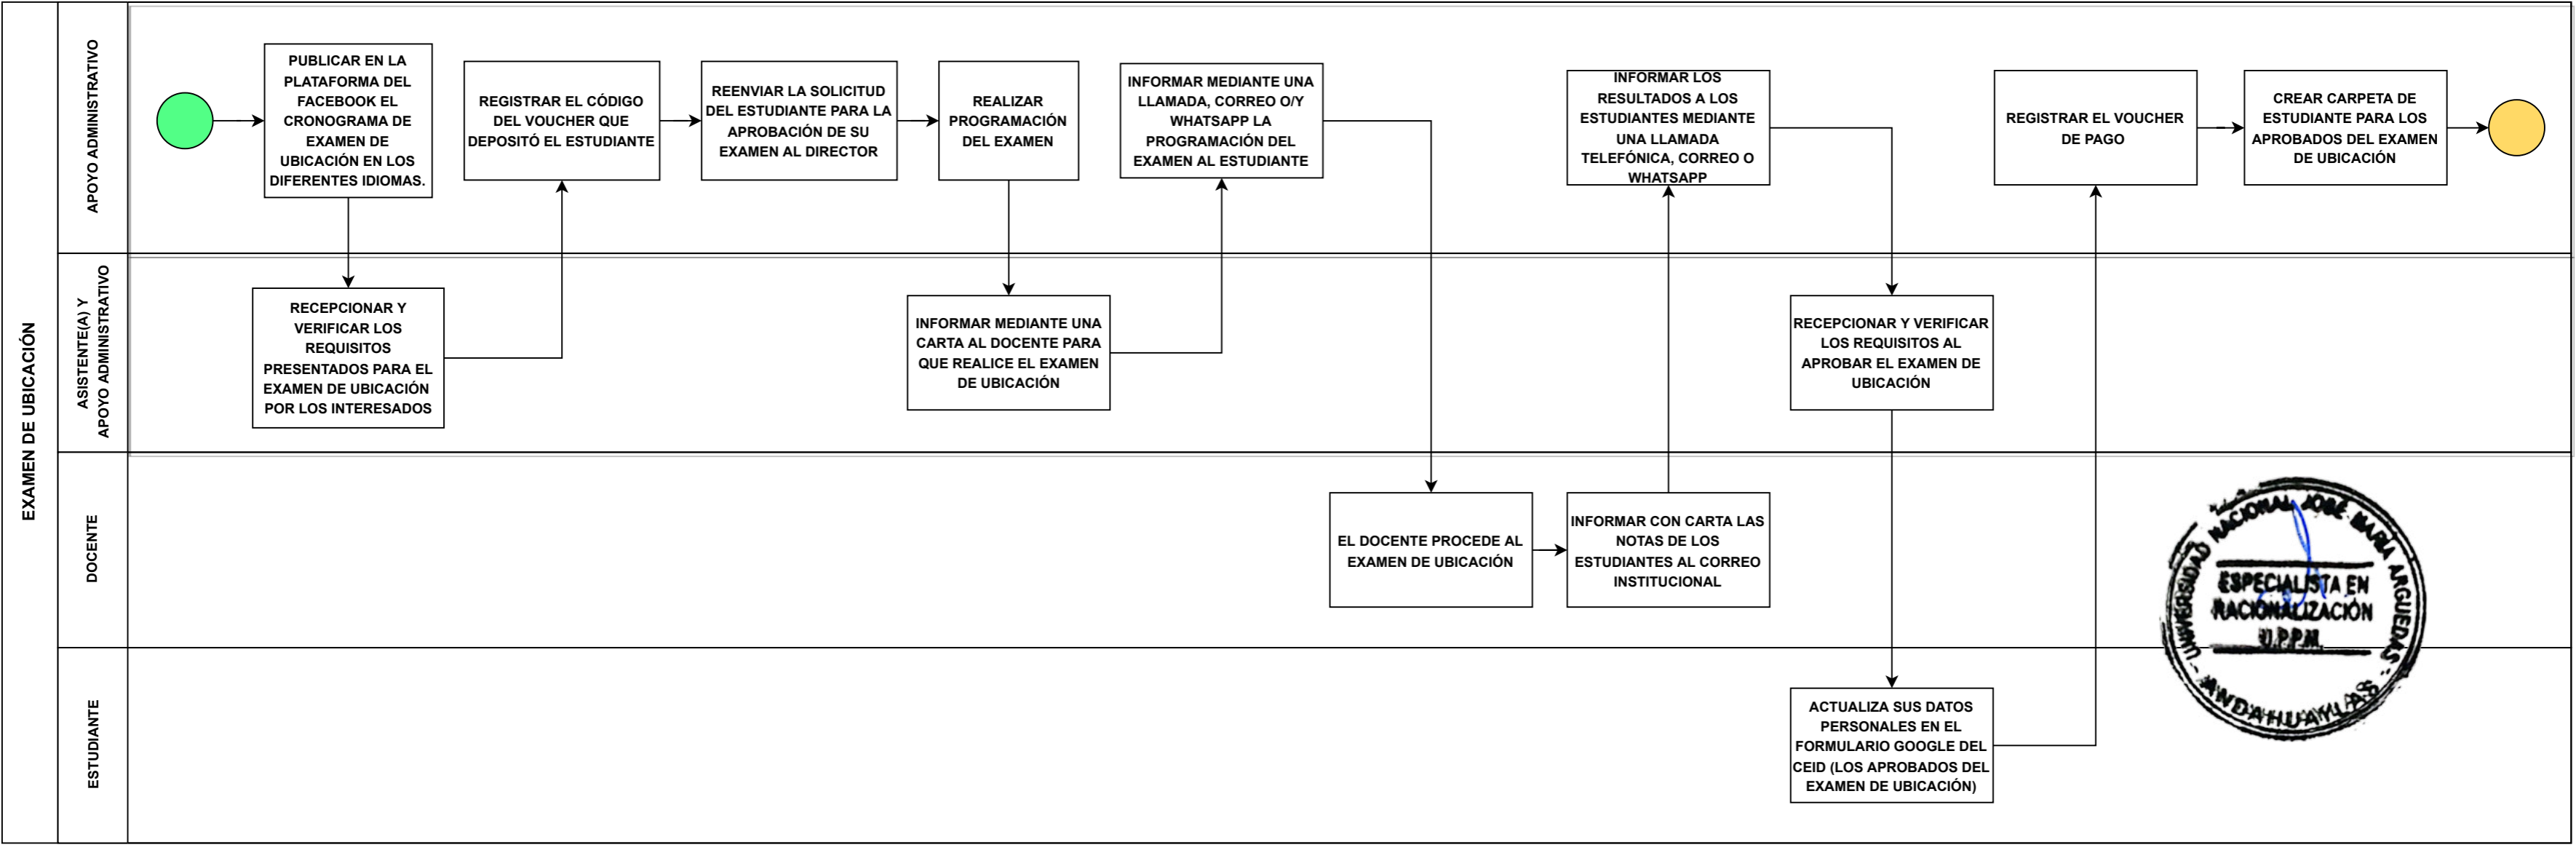 EXAMEN DE UBICACIÓN
APOYO ADMINISTRATIVO
PUBLICAR EN LA
PLATAFORMA DEL
FACEBOOK EL
CRONOGRAMA DE
EXAMEN DE
UBICACIÓN EN LOS
DIFERENTES IDIOMAS.
REGISTRAR EL CÓDIGO
DEL VOUCHER QUE
DEPOSITÓ EL ESTUDIANTE
REENVIAR LA SOLICITUD
DEL ESTUDIANTE PARA LA
APROBACIÓN DE SU
EXAMEN AL DIRECTOR
REALIZAR
PROGRAMACIÓN
DEL EXAMEN
INFORMAR MEDIANTE UNA
LLAMADA, CORREO O/Y
WHATSAPP LA
PROGRAMACIÓN DEL
EXAMEN AL ESTUDIANTE
INFORMAR LOS
RESULTADOS A LOS
ESTUDIANTES MEDIANTE
UNA LLAMADA
TELEFÓNICA, CORREO O
WHATSAPP
REGISTRAR EL VOUCHER
DE PAGO
CREAR CARPETA DE
ESTUDIANTE PARA LOS
APROBADOS DEL EXAMEN
DE UBICACIÓN
ASISTENTE(A) Y
APOYO ADMINISTRATIVO
RECEPCIONAR Y
VERIFICAR LOS
REQUISITOS
PRESENTADOS PARA EL
EXAMEN DE UBICACIÓN
POR LOS INTERESADOS
INFORMAR MEDIANTE UNA
CARTA AL DOCENTE PARA
QUE REALICE EL EXAMEN
DE UBICACIÓN
RECEPCIONAR Y VERIFICAR
LOS REQUISITOS AL
APROBAR EL EXAMEN DE
UBICACIÓN
DOCENTE
EL DOCENTE PROCEDE AL
EXAMEN DE UBICACIÓN
INFORMAR CON CARTA LAS
NOTAS DE LOS
ESTUDIANTES AL CORREO
INSTITUCIONAL
ESTUDIANTE
ACTUALIZA SUS DATOS
PERSONALES EN EL
FORMULARIO GOOGLE DEL
CEID (LOS APROBADOS DEL
EXAMEN DE UBICACIÓN)
UNIVERSIDAD NACIONAL JOSÉ MARÍA ARGUEDAS
ESPECIALISTA EN
RACIONALIZACIÓN
U.P.P.M.
- ANDAHUAYLAS -